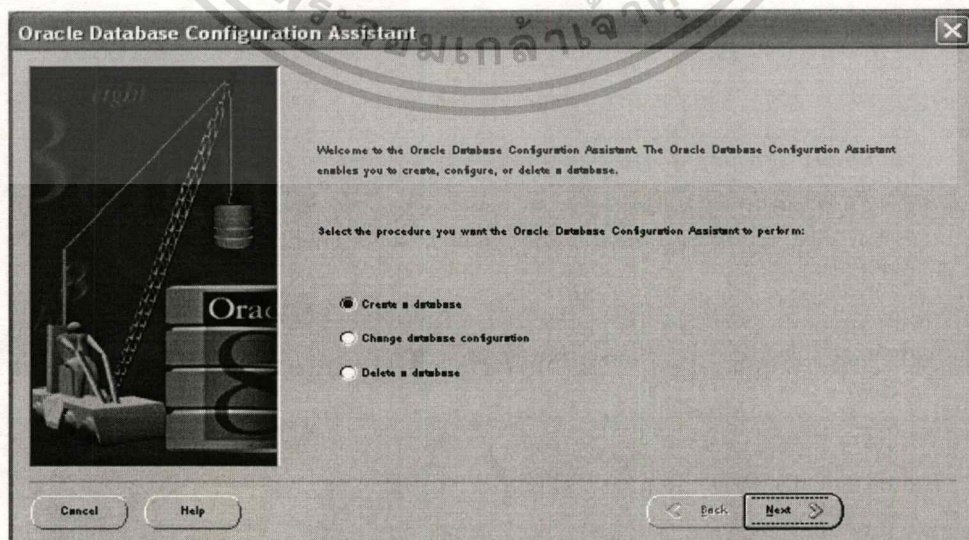 Oracle Database Configuration Assistant
eight
Welcome to the Oracle Database Configuration Assistant. The Oracle Database Configuration Assistant
enables you to create, configure, or delete a database.
Select the procedure you want the Oracle Database Configuration Assistant to perform:
Orac
Create a database
Change database configuration
Delete a database
Cancel
Help
Back
Next